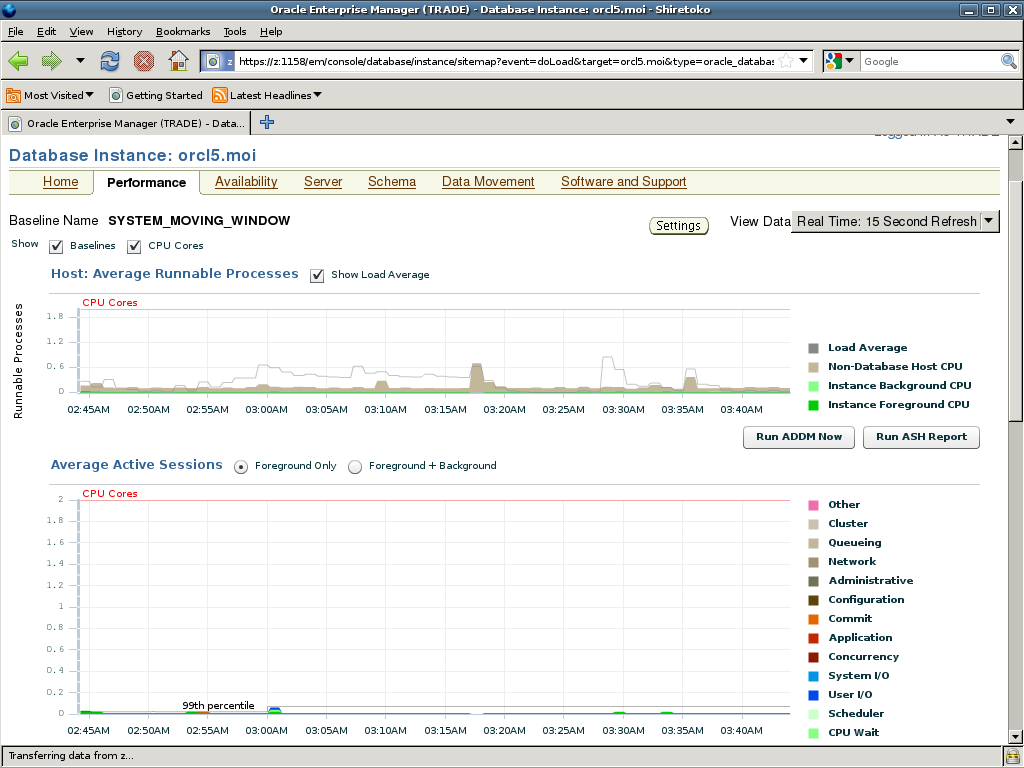 Oracle Enterprise Manager (TRADE) - Database Instance: orcl5.moi - Shiretoko
File Edit View History Bookmarks Tools Help
z https://z:1158/em/console/database/instance/sitemap?event=doLoad&target=orcl5.moi&type=oracle_databas Google
Most Visited Getting Started Latest Headlines
Oracle Enterprise Manager (TRADE) - Data...
Database Instance: orcl5.moi
Home Performance Availability Server Schema Data Movement Software and Support
Baseline Name SYSTEM_MOVING_WINDOW Settings View Data Real Time: 15 Second Refresh
Show Baselines CPU Cores
Host: Average Runnable Processes Show Load Average
Runnable Processes
CPU Cores
1.8
1.2
0.6
0
02:45AM 02:50AM 02:55AM 03:00AM 03:05AM 03:10AM 03:15AM 03:20AM 03:25AM 03:30AM 03:35AM 03:40AM
Load Average
Non-Database Host CPU
Instance Background CPU
Instance Foreground CPU
Run ADDM Now Run ASH Report
Average Active Sessions Foreground Only Foreground + Background
CPU Cores
2
1.8
1.6
1.4
1.2
1
0.8
0.6
0.4
0.2
0
99th percentile
02:45AM 02:50AM 02:55AM 03:00AM 03:05AM 03:10AM 03:15AM 03:20AM 03:25AM 03:30AM 03:35AM 03:40AM
Other
Cluster
Queueing
Network
Administrative
Configuration
Commit
Application
Concurrency
System I/O
User I/O
Scheduler
CPU Wait
Transferring data from z...